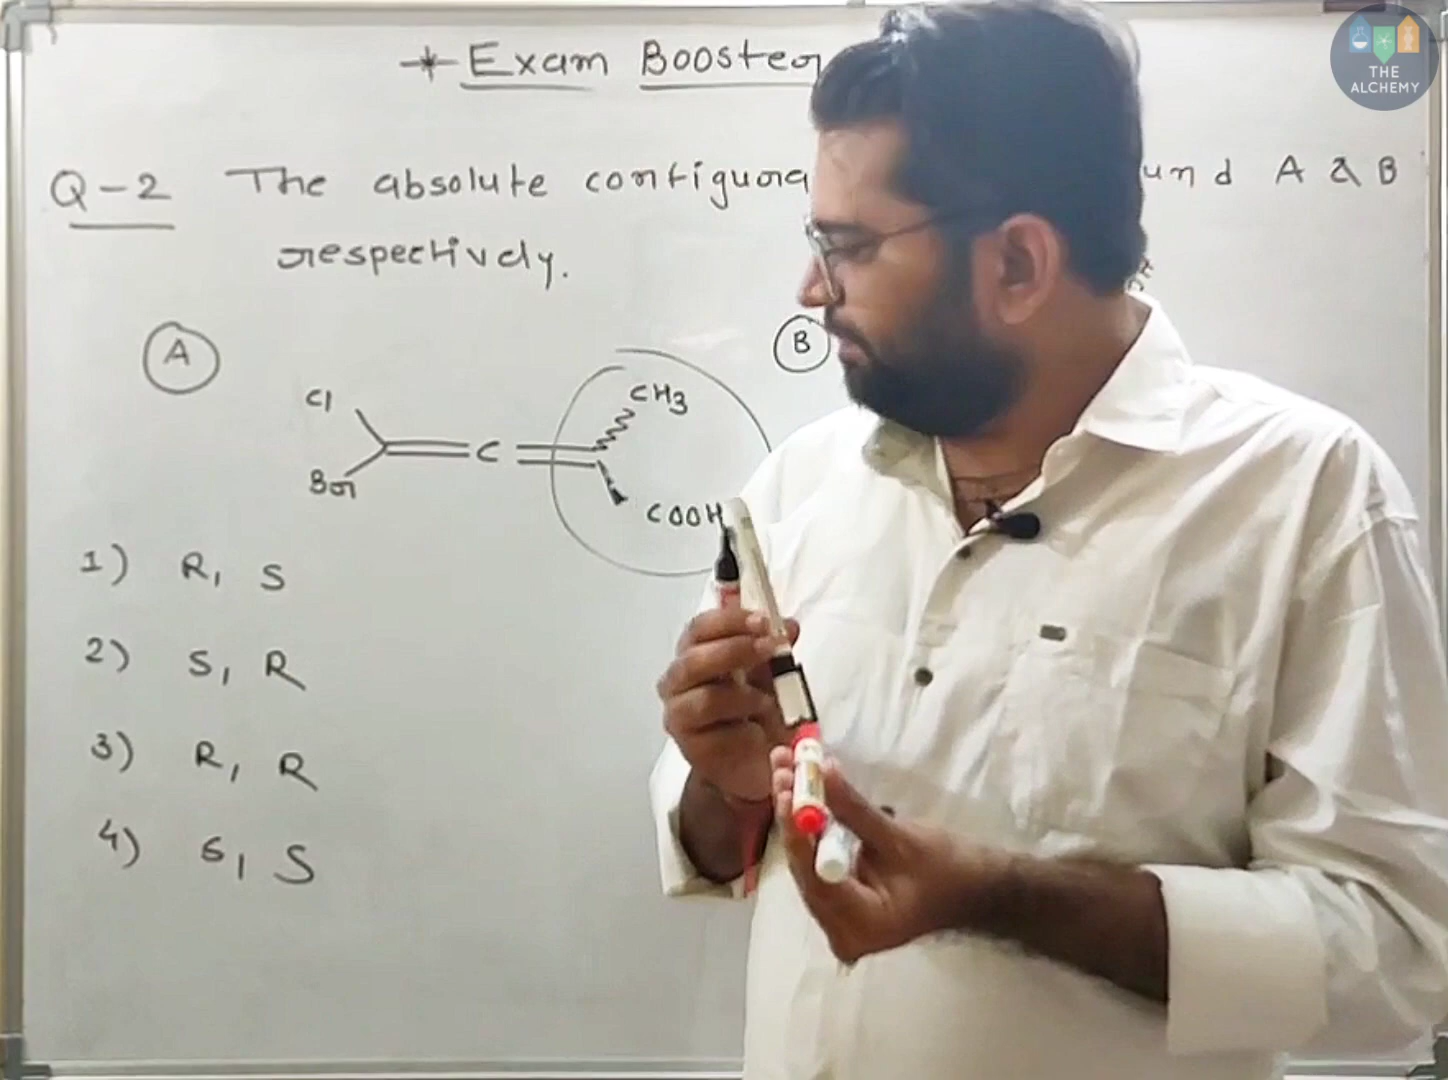 * Exam Booster
THE
ALCHEMY
Q-2 The absolute configura und A & B
respectively.
A
B
Cl
CH3
C
Br
COOH
1) R, S
2) S, R
3) R, R
4) S, S